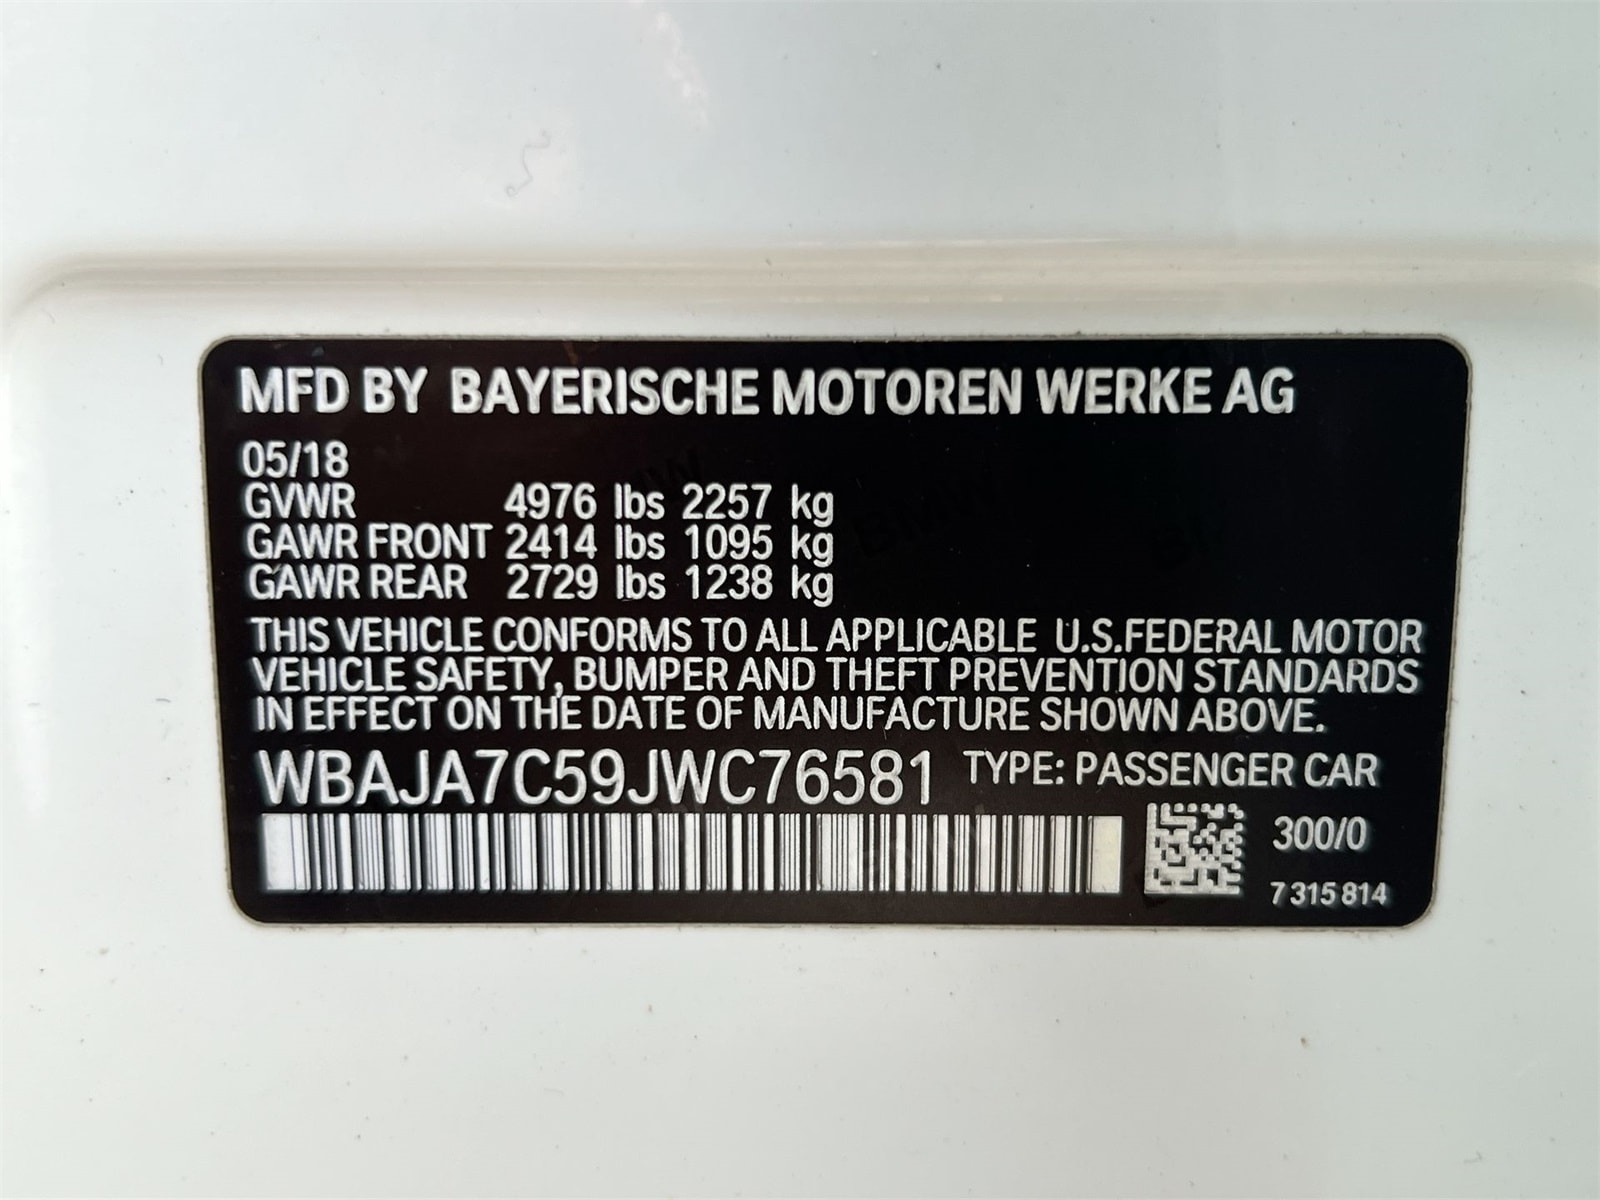 MFD BY BAYERISCHE MOTOREN WERKE AG
05/18
GVWR 4976 lbs 2257 kg
GAWR FRONT 2414 lbs 1095 kg
GAWR REAR 2729 lbs 1238 kg
THIS VEHICLE CONFORMS TO ALL APPLICABLE U.S.FEDERAL MOTOR
VEHICLE SAFETY, BUMPER AND THEFT PREVENTION STANDARDS
IN EFFECT ON THE DATE OF MANUFACTURE SHOWN ABOVE.
WBAJA7C59JWC76581 TYPE: PASSENGER CAR
300/0
7 315 814